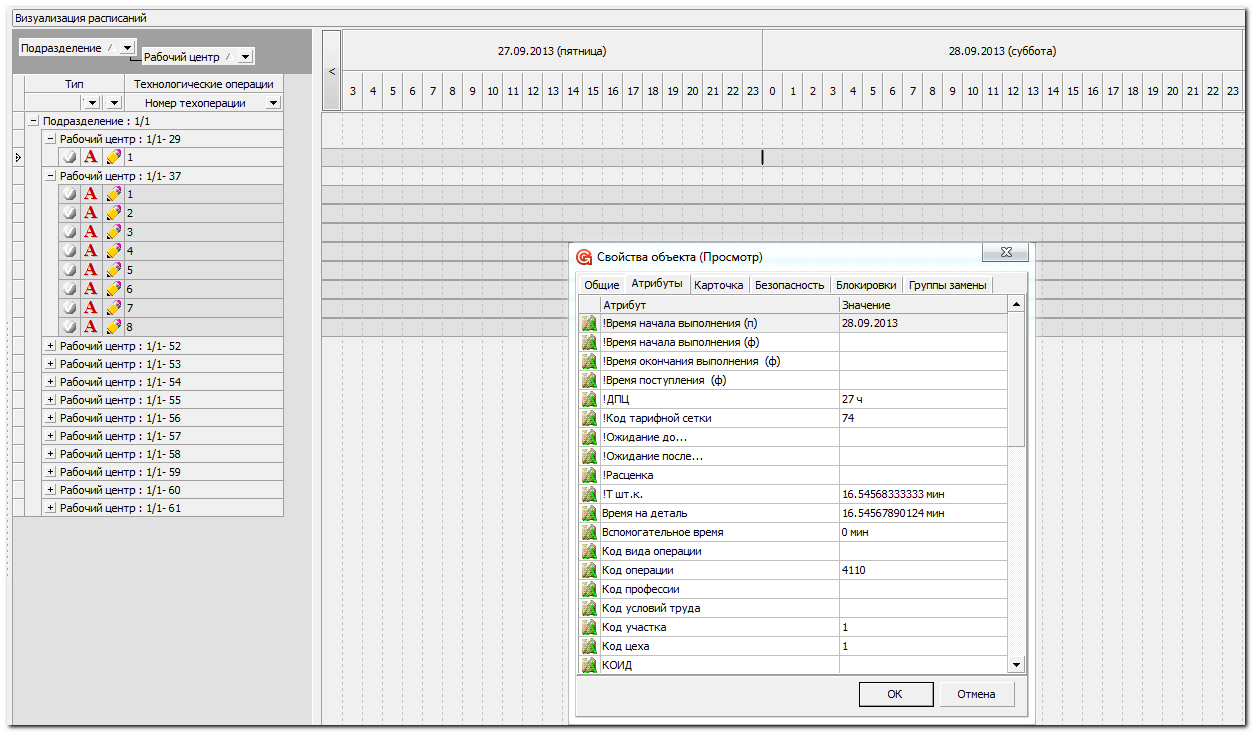 Визуализация расписаний
Подразделение
Рабочий центр
<
27.09.2013 (пятница)
28.09.2013 (суббота)
3 4 5 6 7 8 9 10 11 12 13 14 15 16 17 18 19 20 21 22 23 0 1 2 3 4 5 6 7 8 9 10 11 12 13 14 15 16 17 18 19 20 21 22 23
Тип
Технологические операции
Номер техоперации
Подразделение : 1/1
Рабочий центр : 1/1- 29
A 1
Рабочий центр : 1/1- 37
A 1
A 2
A 3
A 4
A 5
A 6
A 7
A 8
Рабочий центр : 1/1- 52
Рабочий центр : 1/1- 53
Рабочий центр : 1/1- 54
Рабочий центр : 1/1- 55
Рабочий центр : 1/1- 56
Рабочий центр : 1/1- 57
Рабочий центр : 1/1- 58
Рабочий центр : 1/1- 59
Рабочий центр : 1/1- 60
Рабочий центр : 1/1- 61
Свойства объекта (Просмотр)
Общие Атрибуты Карточка Безопасность Блокировки Группы замены
Атрибут Значение
!Время начала выполнения (п) 28.09.2013
!Время начала выполнения (ф)
!Время окончания выполнения (ф)
!Время поступления (ф)
!ДПЦ 27 ч
!Код тарифной сетки 74
!Ожидание до...
!Ожидание после...
!Расценка
!Т шт.к. 16.54568333333 мин
Время на деталь 16.54567890124 мин
Вспомогательное время 0 мин
Код вида операции
Код операции 4110
Код профессии
Код условий труда
Код участка 1
Код цеха 1
КОИД
ОК Отмена